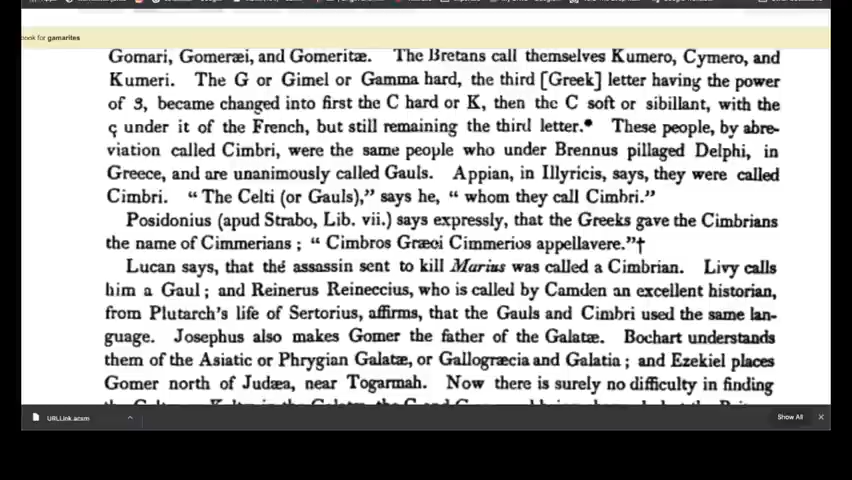 ook for gamarites
Gomari, Gomeræi, and Gomeritæ. The Bretans call themselves Kumero, Cymero, and
Kumeri. The G or Gimel or Gamma hard, the third [Greek] letter having the power
of 3, became changed into first the C hard or K, then the C soft or sibillant, with the
ç under it of the French, but still remaining the third letter.* These people, by abre-
viation called Cimbri, were the same people who under Brennus pillaged Delphi, in
Greece, and are unanimously called Gauls. Appian, in Illyricis, says, they were called
Cimbri. “The Celti (or Gauls),” says he, “ whom they call Cimbri.”
Posidonius (apud Strabo, Lib. vii.) says expressly, that the Greeks gave the Cimbrians
the name of Cimmerians ; “ Cimbros Græci Cimmerios appellavere.”†
Lucan says, that the assassin sent to kill Marius was called a Cimbrian. Livy calls
him a Gaul ; and Reinerus Reineccius, who is called by Camden an excellent historian,
from Plutarch's life of Sertorius, affirms, that the Gauls and Cimbri used the same lan-
guage. Josephus also makes Gomer the father of the Galatæ. Bochart understands
them of the Asiatic or Phrygian Galatæ, or Gallogræcia and Galatia ; and Ezekiel places
Gomer north of Judæa, near Togarmah. Now there is surely no difficulty in finding
URLLink.acsm
Show All